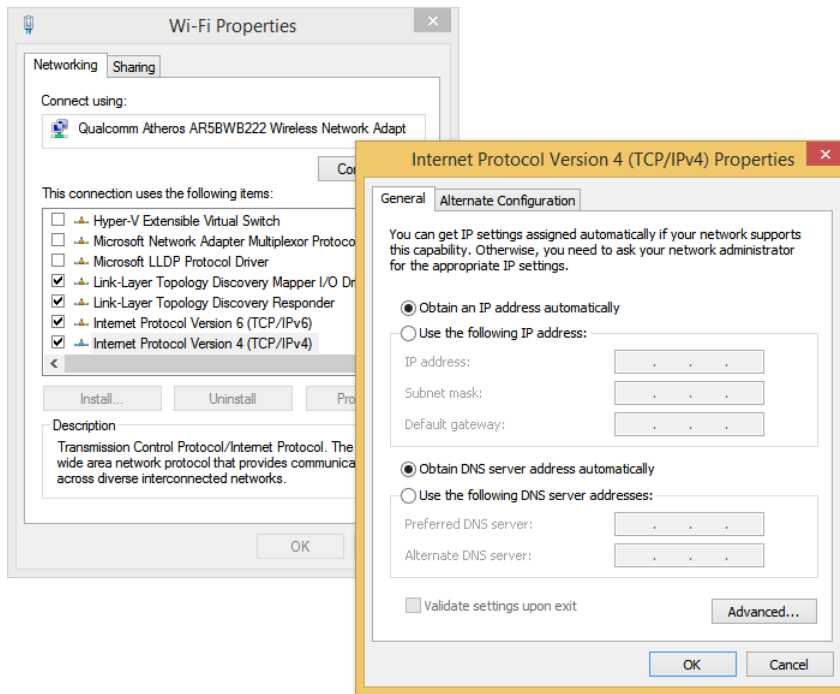 Wi-Fi Properties
Networking
Sharing
Connect using:
Qualcomm Atheros AR5BWB222 Wireless Network Adapt
This connection uses the following items:
Hyper-V Extensible Virtual Switch
Microsoft Network Adapter Multiplexor Protoco
Microsoft LLDP Protocol Driver
Link-Layer Topology Discovery Mapper I/O Dr
Link-Layer Topology Discovery Responder
Internet Protocol Version 6 (TCP/IPv6)
Internet Protocol Version 4 (TCP/IPv4)
Install...
Uninstall
Pro
Description
Transmission Control Protocol/Internet Protocol. The
wide area network protocol that provides communica
across diverse interconnected networks.
OK
Internet Protocol Version 4 (TCP/IPv4) Properties
General
Alternate Configuration
You can get IP settings assigned automatically if your network supports
this capability. Otherwise, you need to ask your network administrator
for the appropriate IP settings.
Obtain an IP address automatically
Use the following IP address:
IP address:
Subnet mask:
Default gateway:
Obtain DNS server address automatically
Use the following DNS server addresses:
Preferred DNS server:
Alternate DNS server:
Validate settings upon exit
Advanced...
OK
Cancel